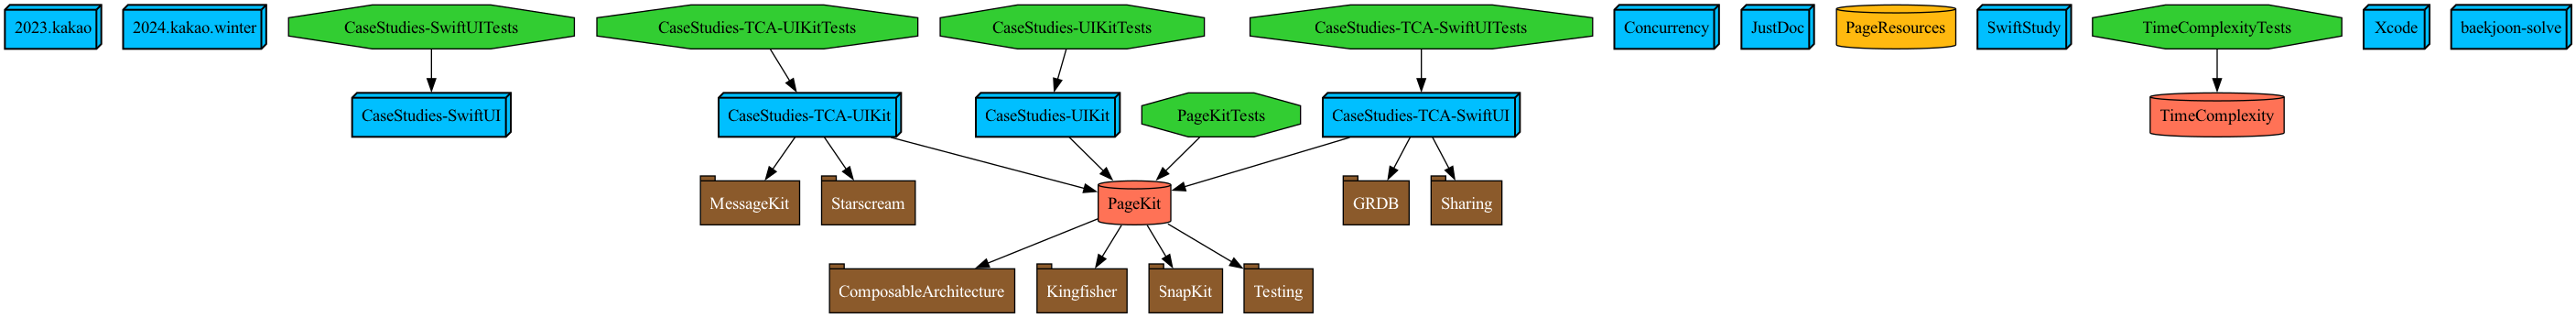 2023.kakao
2024.kakao.winter
CaseStudies-SwiftUITests
CaseStudies-TCA-UIKitTests
CaseStudies-UIKitTests
CaseStudies-TCA-SwiftUITests
Concurrency
JustDoc
PageResources
SwiftStudy
TimeComplexityTests
Xcode
baekjoon-solve
CaseStudies-SwiftUI
CaseStudies-TCA-UIKit
CaseStudies-UIKit
PageKitTests
CaseStudies-TCA-SwiftUI
TimeComplexity
MessageKit
Starscream
PageKit
GRDB
Sharing
ComposableArchitecture
Kingfisher
SnapKit
Testing